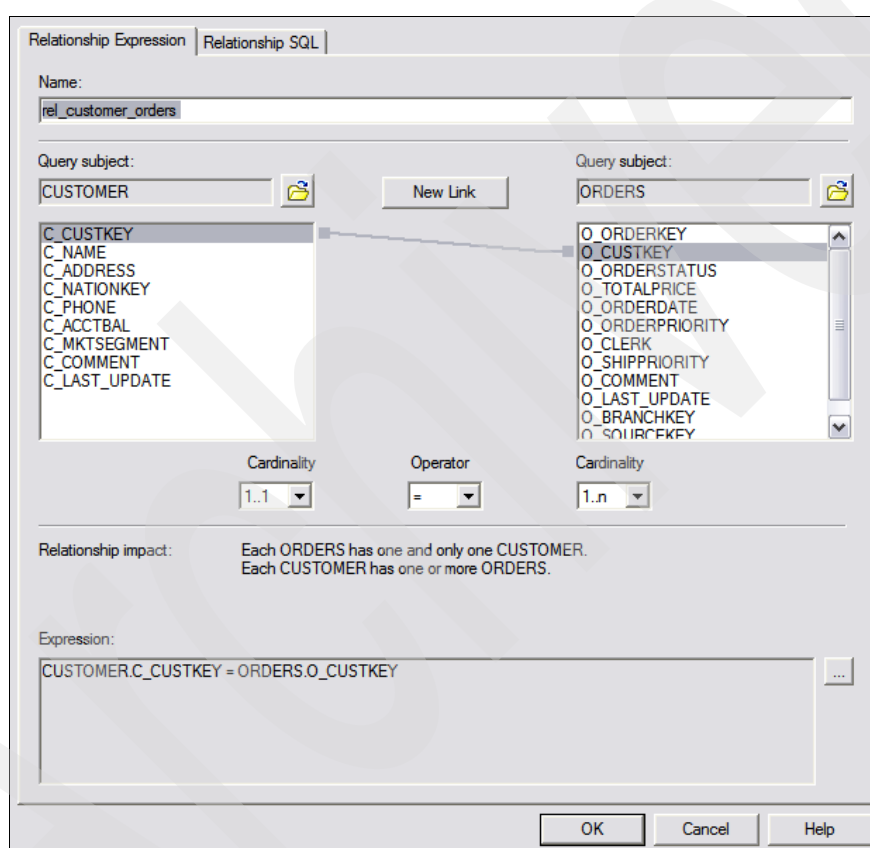 Relationship Expression Relationship SQL
Name:
rel_customer_orders
Query subject: Query subject:
CUSTOMER New Link ORDERS
C_CUSTKEY
C_NAME
C_ADDRESS
C_NATIONKEY
C_PHONE
C_ACCTBAL
C_MKTSEGMENT
C_COMMENT
C_LAST_UPDATE
O_ORDERKEY
O_CUSTKEY
O_ORDERSTATUS
O_TOTALPRICE
O_ORDERDATE
O_ORDERPRIORITY
O_CLERK
O_SHIPPRIORITY
O_COMMENT
O_LAST_UPDATE
O_BRANCHKEY
O_SOURCEKEY
Cardinality Operator Cardinality
1..1 = 1..n
Relationship impact: Each ORDERS has one and only one CUSTOMER.
Each CUSTOMER has one or more ORDERS.
Expression:
CUSTOMER.C_CUSTKEY = ORDERS.O_CUSTKEY
...
OK Cancel Help